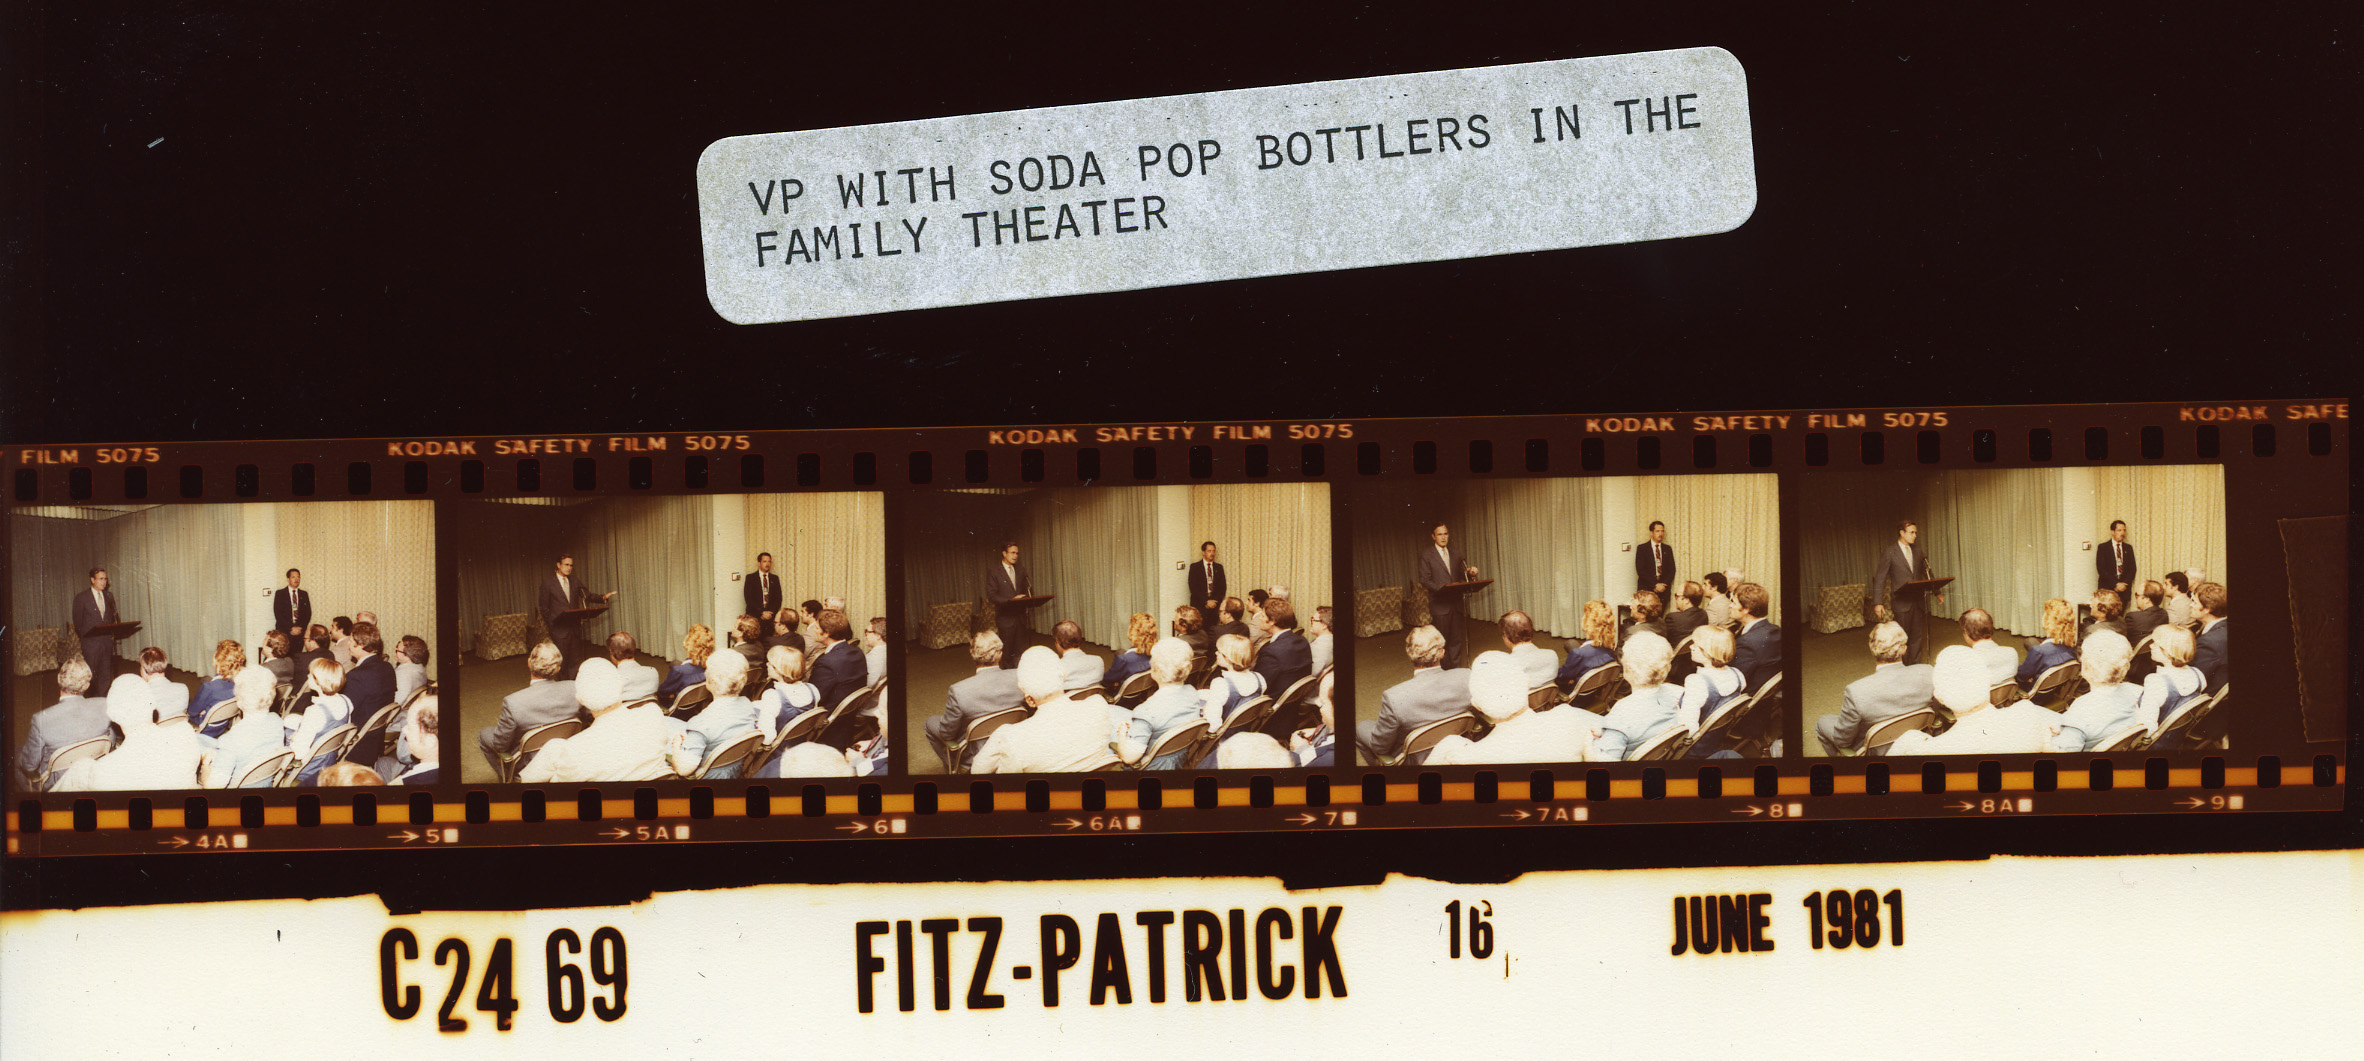 VP WITH SODA POP BOTTLERS IN THE
FAMILY THEATER
FILM 5075 KODAK SAFETY FILM 5075 KODAK SAFETY FILM 5075 KODAK SAFETY FILM 5075 KODAK SAFE
→4A →5 →5A →6 →6A →7 →7A →8 →8A →9
C2469 FITZ-PATRICK 16, JUNE 1981